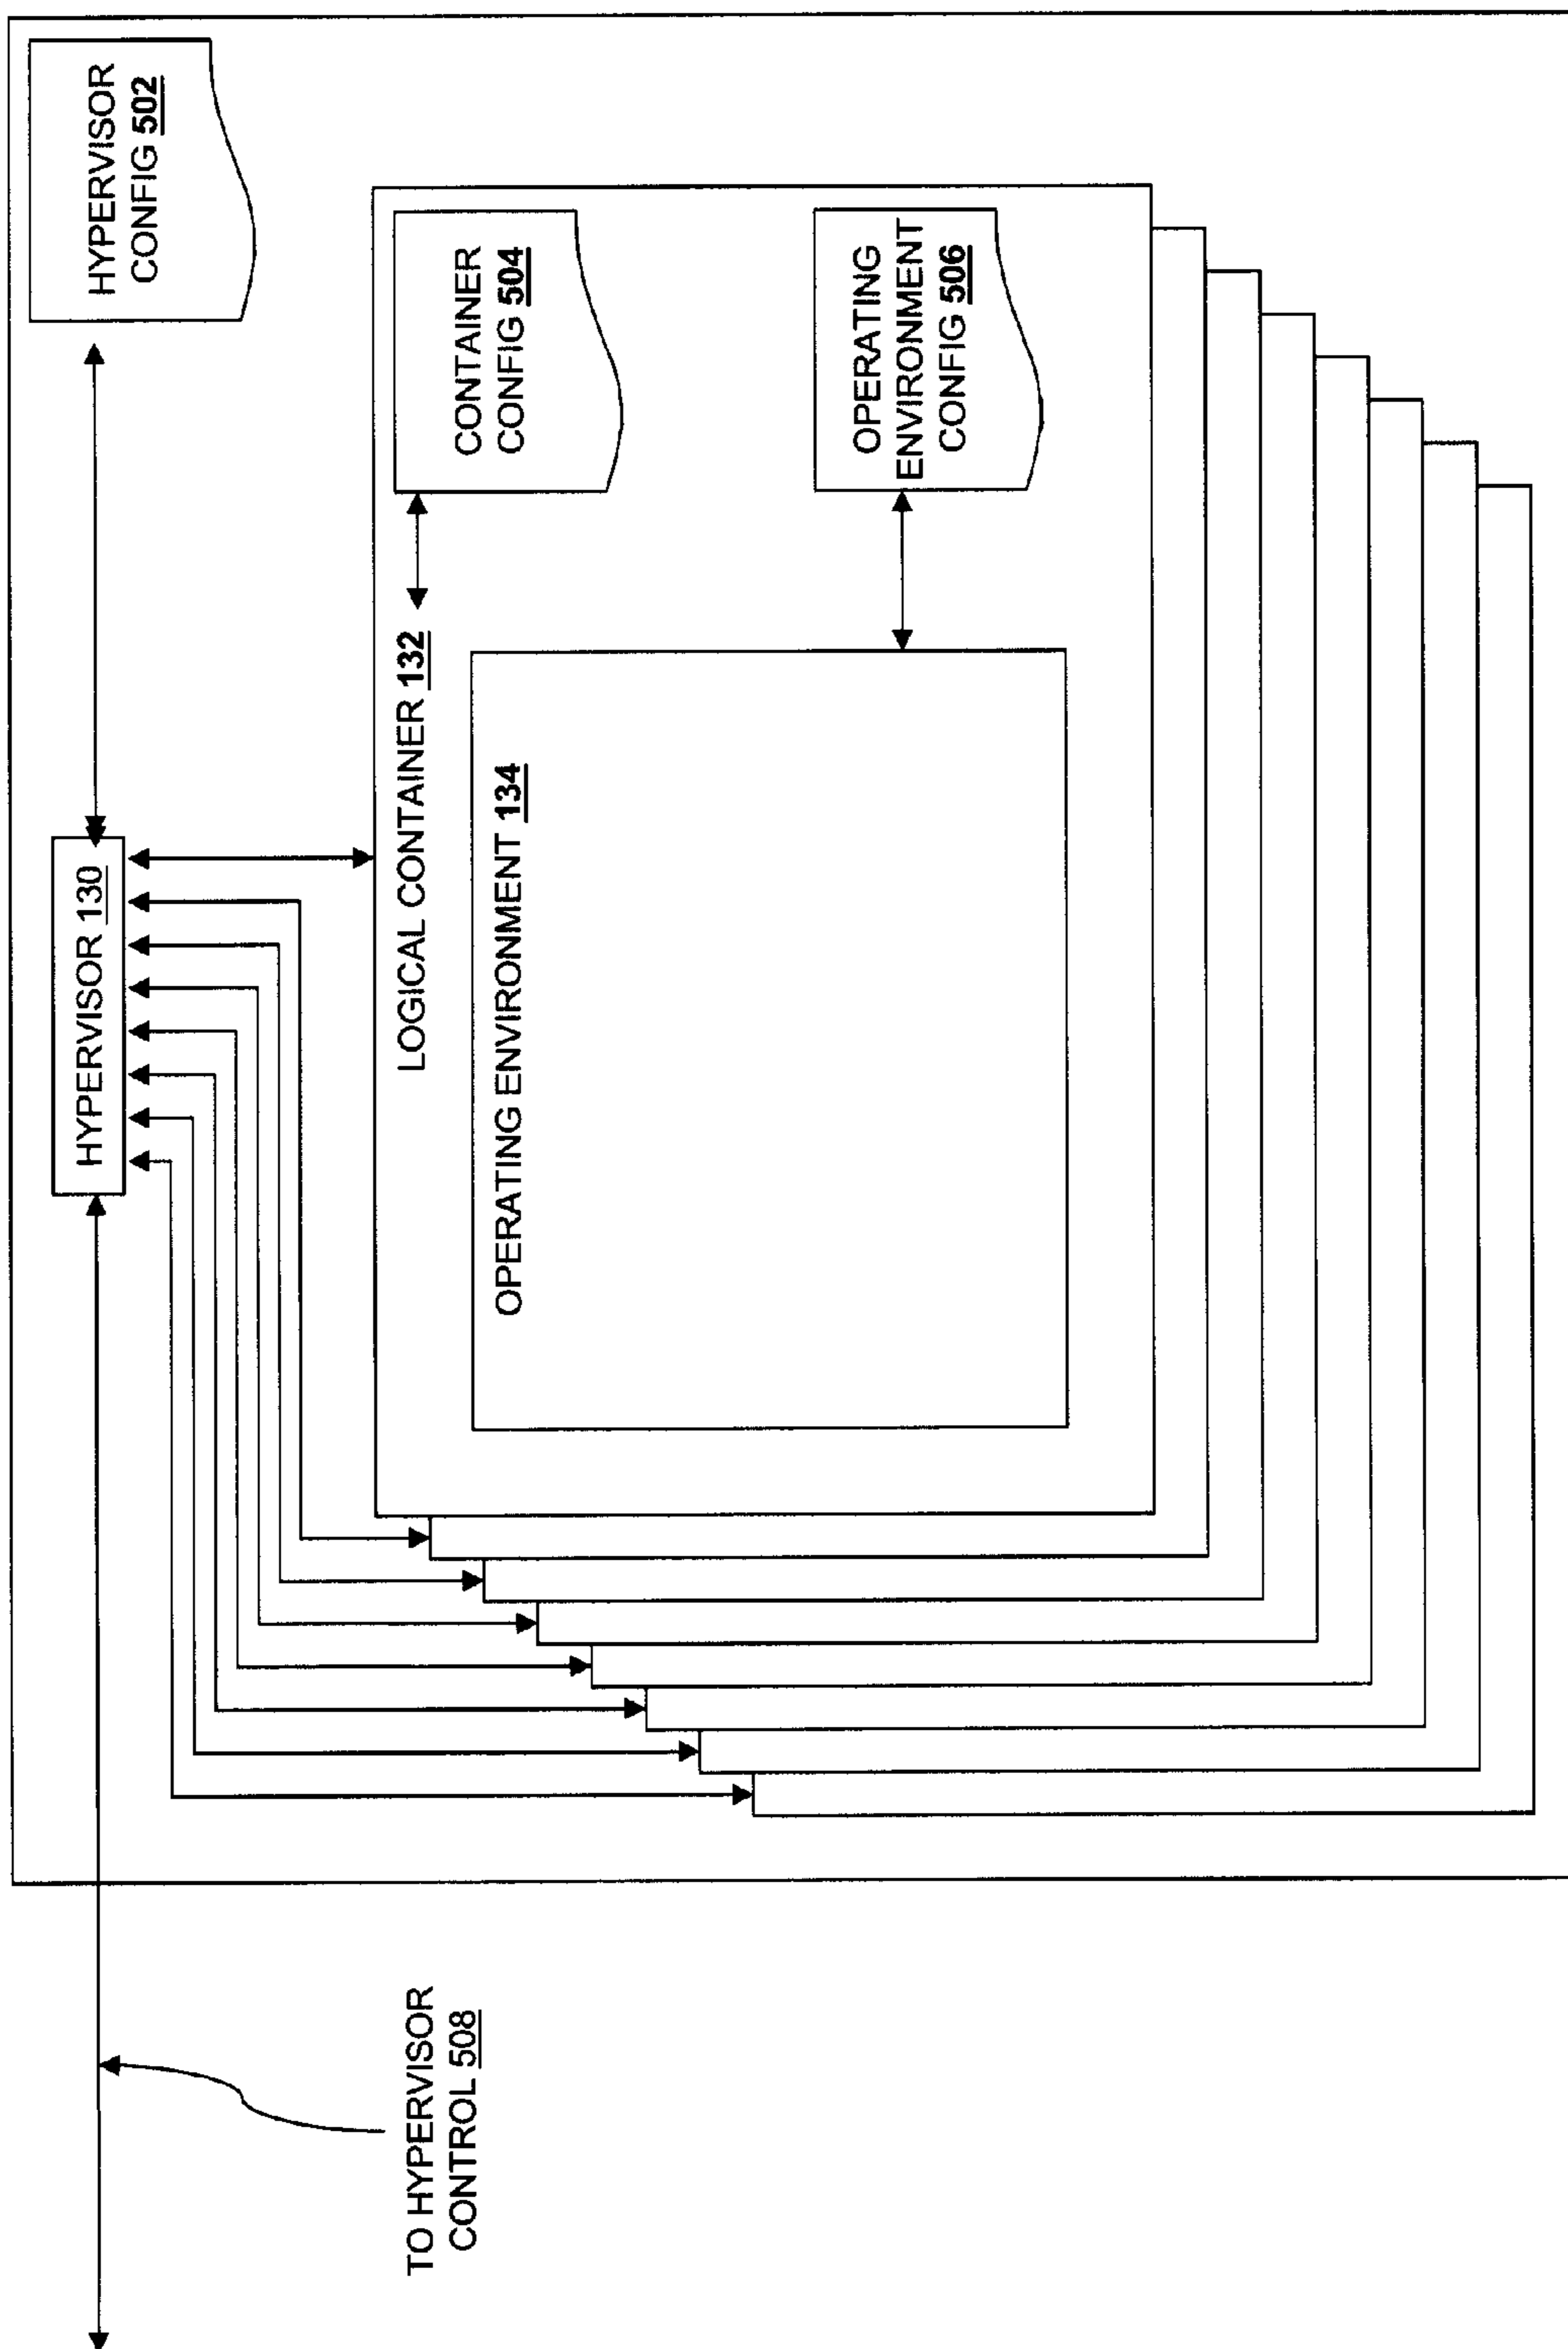 HYPERVISOR
CONFIG 502
HYPERVISOR 130
TO HYPERVISOR
CONTROL 508
LOGICAL CONTAINER 132
CONTAINER
CONFIG 504
OPERATING ENVIRONMENT 134
OPERATING
ENVIRONMENT
CONFIG 506